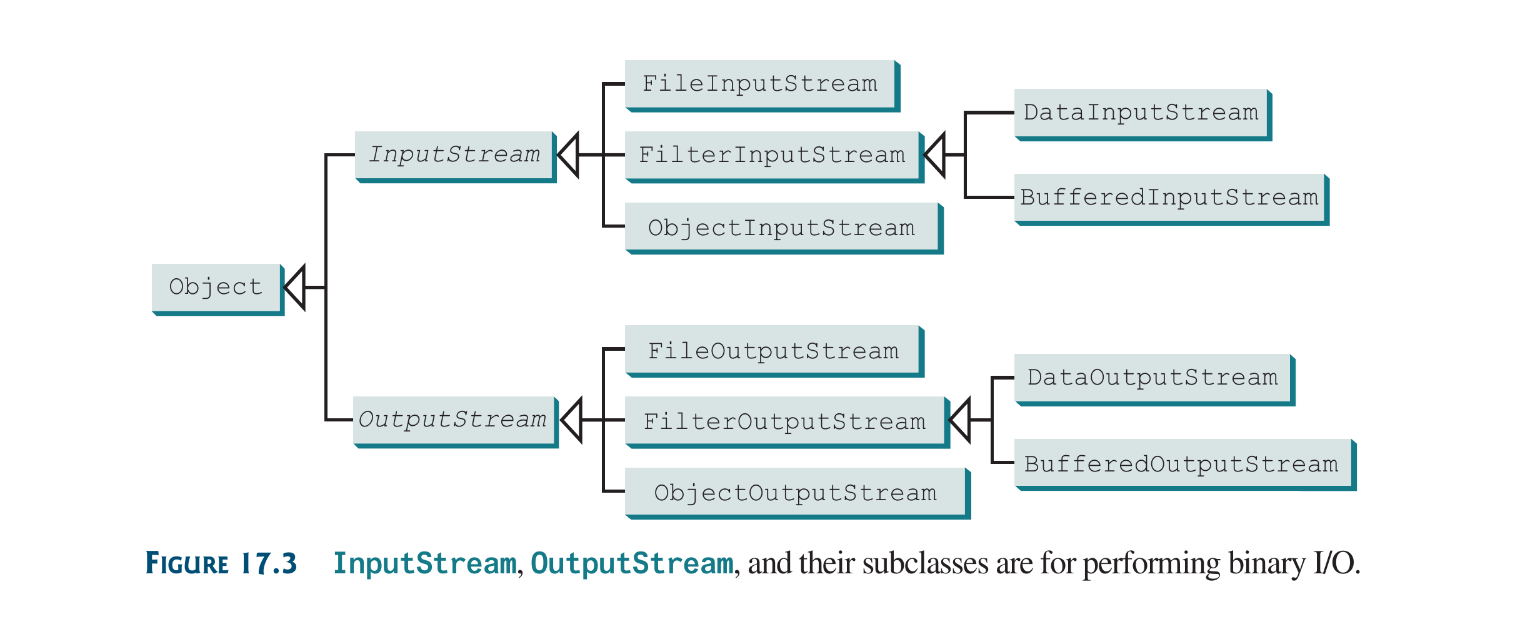 FileInputStream
DataInputStream
InputStream
FilterInputStream
BufferedInputStream
ObjectInputStream
Object
FileOutputStream
DataOutputStream
OutputStream
FilterOutputStream
BufferedOutputStream
ObjectOutputStream
FIGURE 17.3 InputStream, OutputStream, and their subclasses are for performing binary I/O.